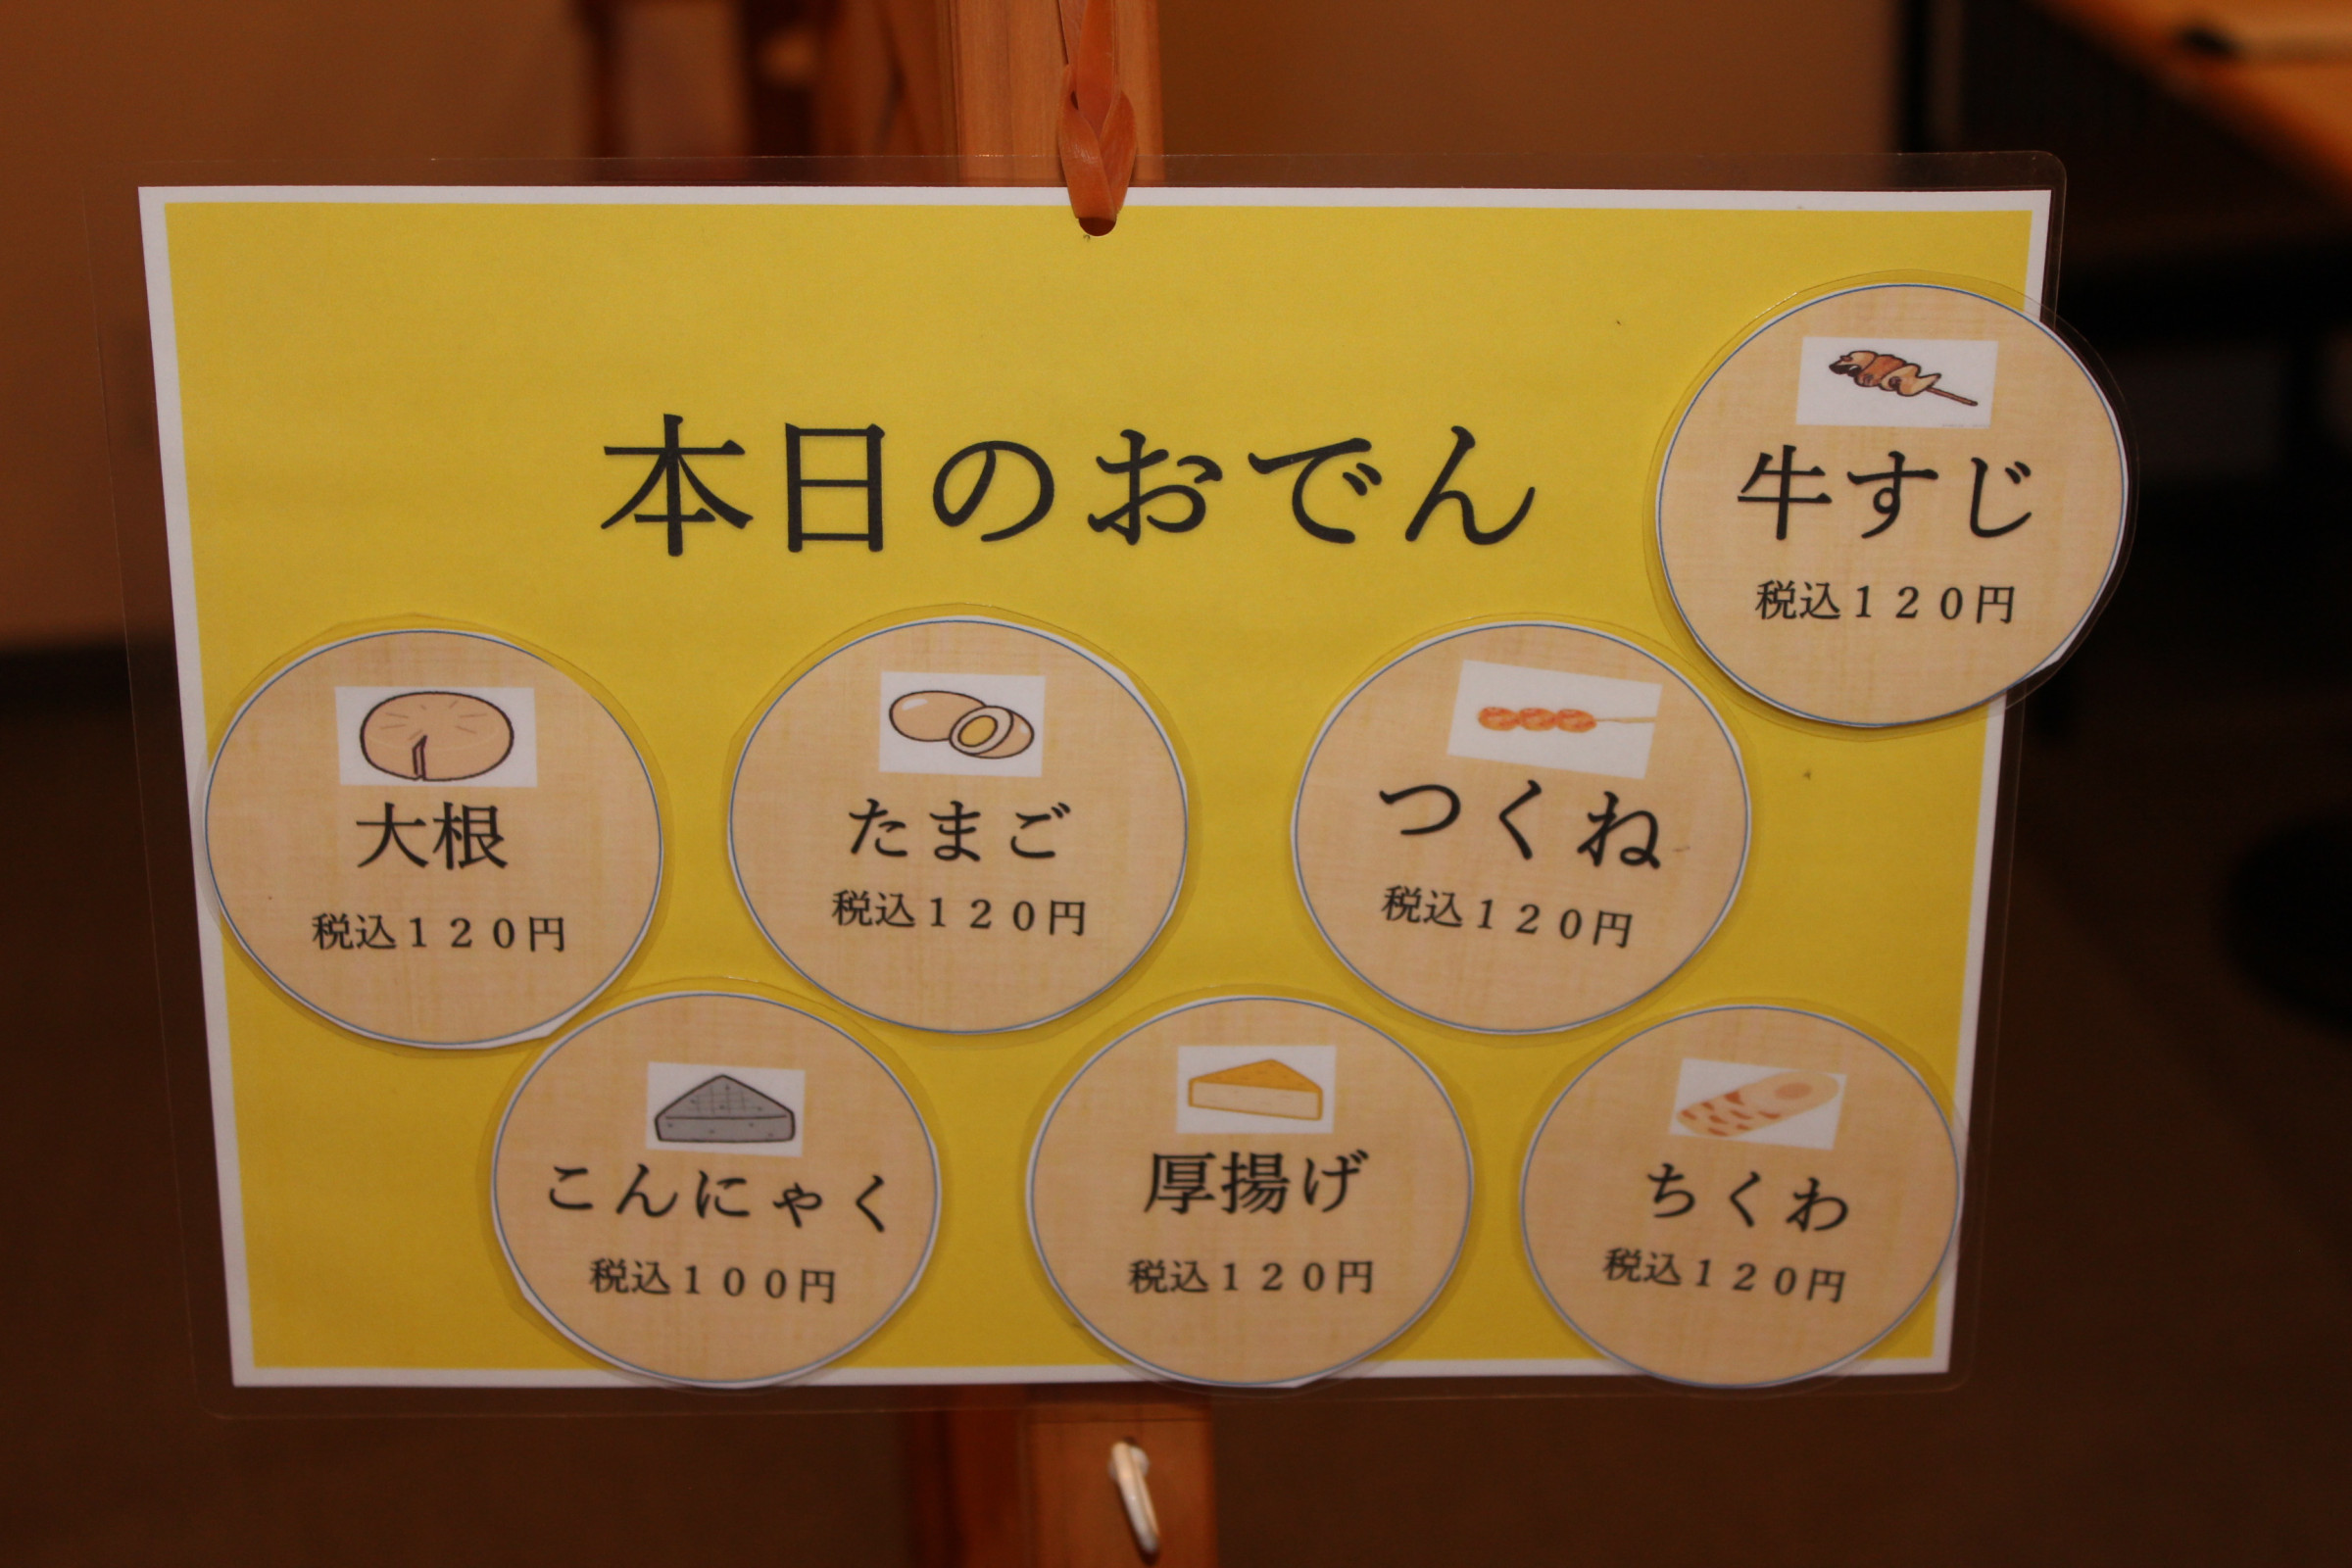 本日のおでん
牛すじ
税込１２０円
大根
税込１２０円
たまご
税込１２０円
つくね
税込１２０円
こんにゃく
税込１００円
厚揚げ
税込１２０円
ちくわ
税込１２０円